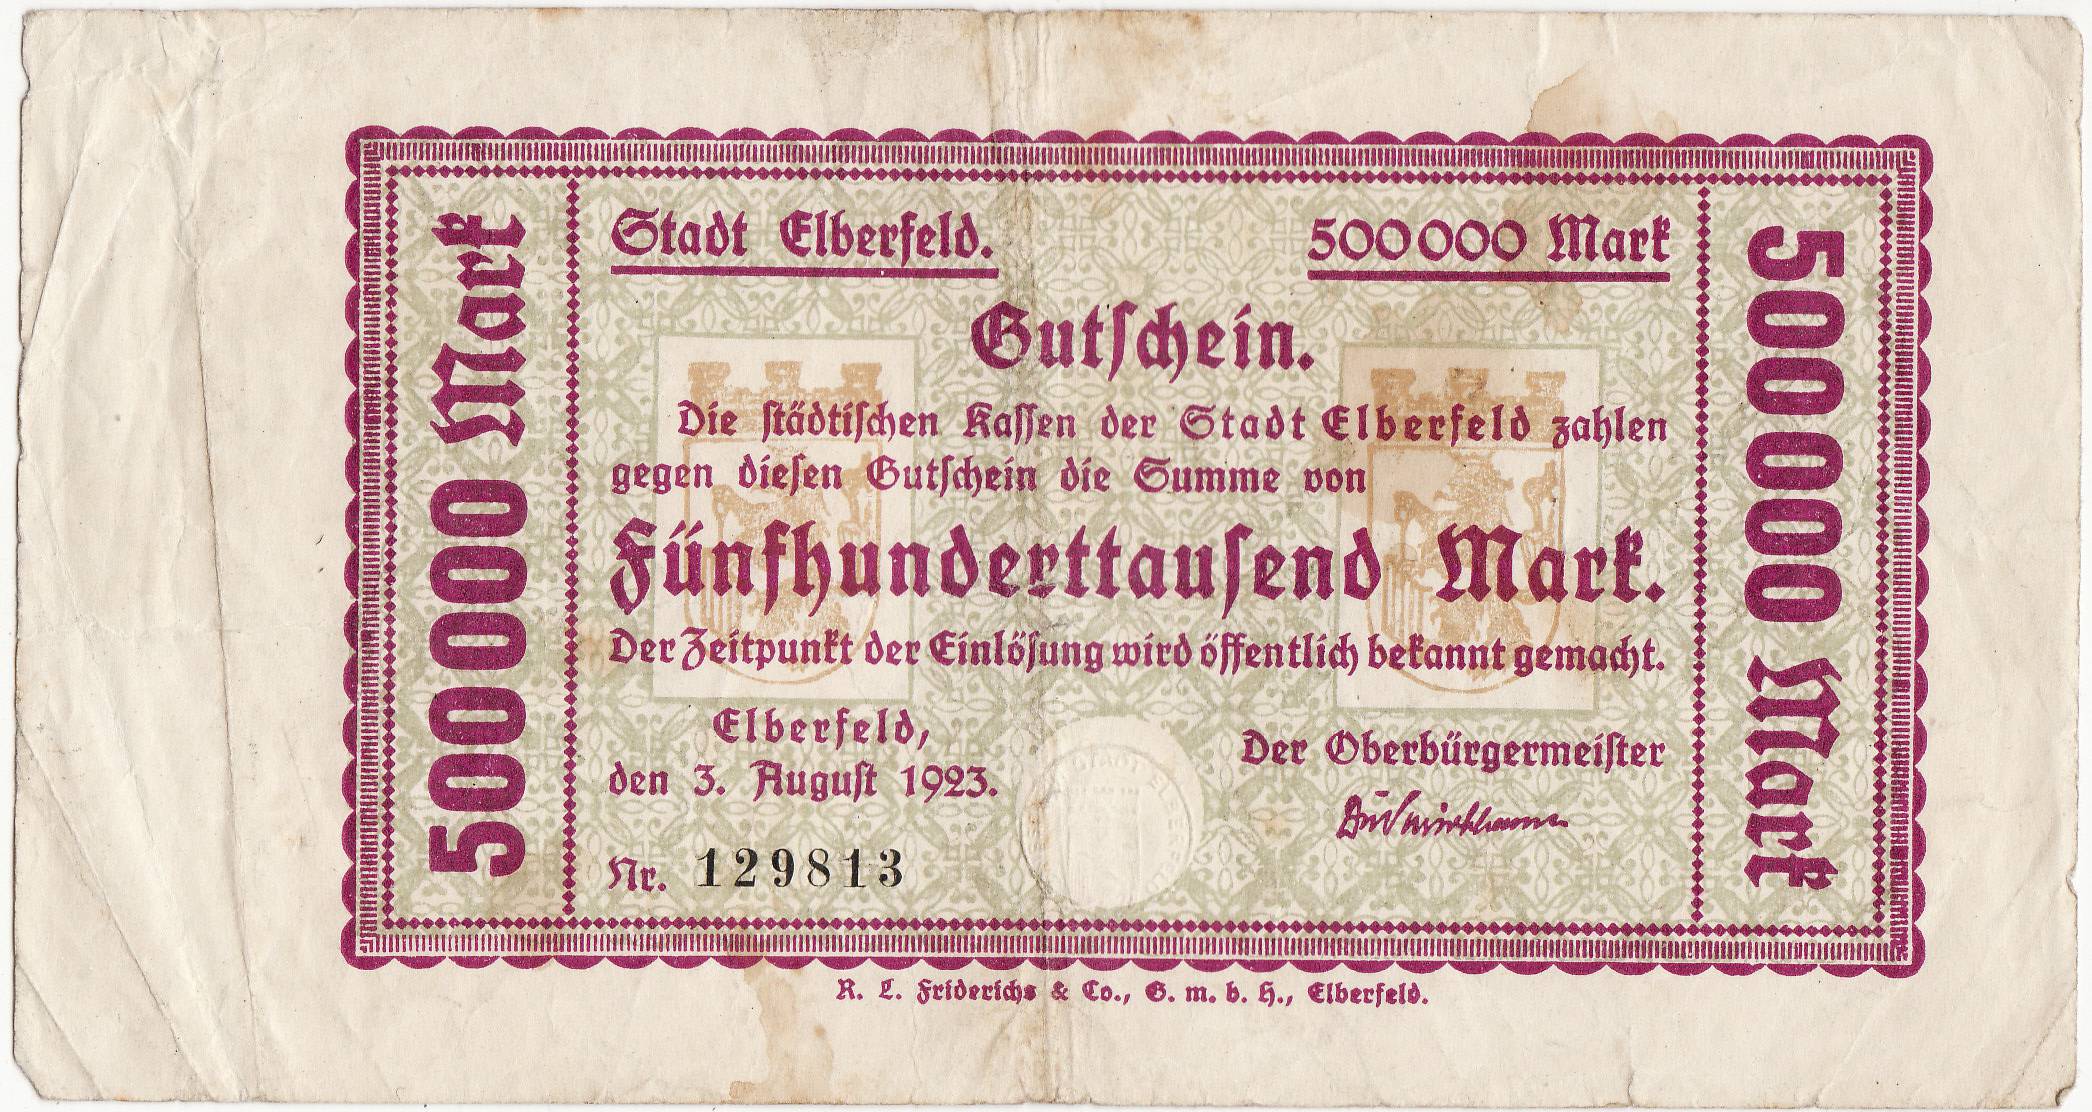 500000 Mark
Stadt Elberfeld.
500000 Mark
Gutschein.
Die städtischen Kassen der Stadt Elberfeld zahlen
gegen diesen Gutschein die Summe von
Fünfhunderttausend Mark.
Der Zeitpunkt der Einlösung wird öffentlich bekannt gemacht.
Elberfeld,
den 3. August 1923.
Der Oberbürgermeister
Nr. 129813
500000 Mark
R. L. Friderichs & Co., G. m. b. H., Elberfeld.